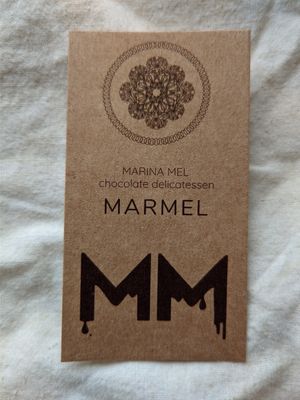 MARINA MEL
chocolate delicatessen
MARMEL
MM